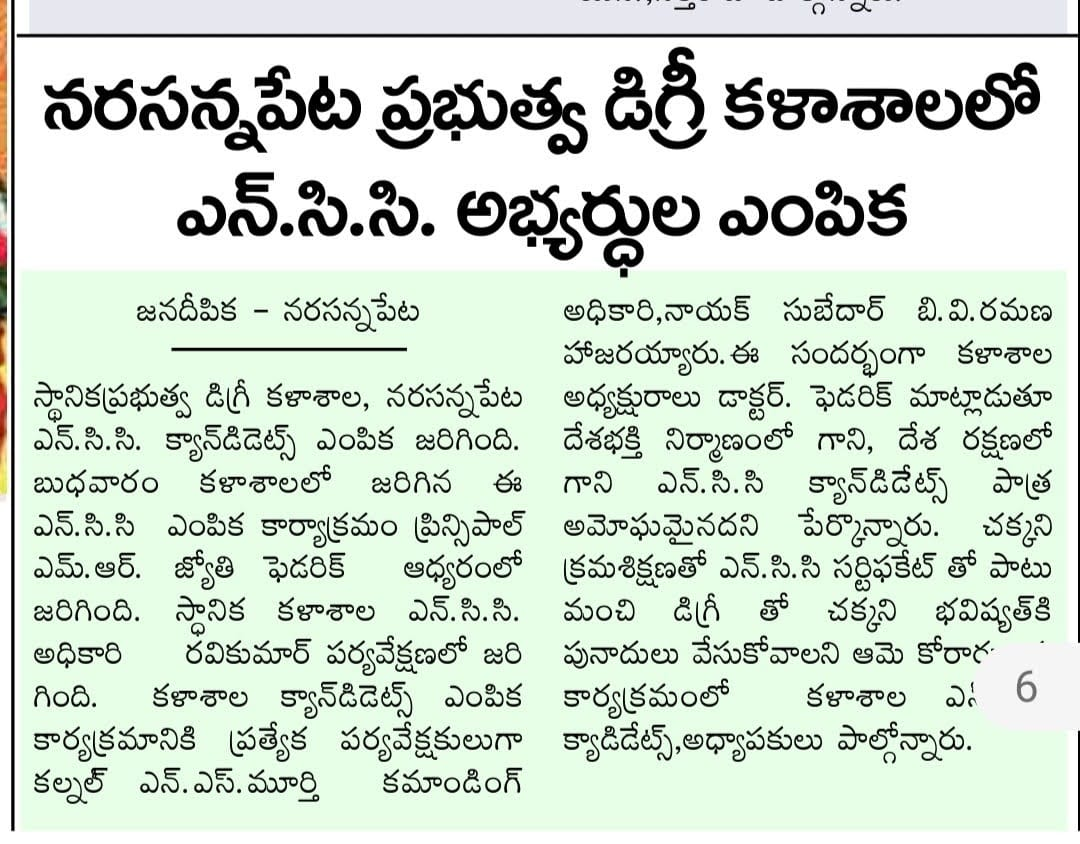 నరసన్నపేట ప్రభుత్వ డిగ్రీ కళాశాలలో
ఎన్.సి.సి. అభ్యర్థుల ఎంపిక
జనదీపిక - నరసన్నపేట
స్థానికప్రభుత్వ డిగ్రీ కళాశాల, నరసన్నపేట
ఎన్.సి.సి. క్యాన్‌డిడెట్స్ ఎంపిక జరిగింది.
బుధవారం కళాశాలలో జరిగిన ఈ
ఎన్.సి.సి ఎంపిక కార్యాక్రమం ప్రిన్సిపాల్
ఎమ్.ఆర్. జ్యోతి ఫెడరిక్ ఆధ్యరంలో
జరిగింది. స్థానిక కళాశాల ఎన్.సి.సి.
అధికారి రవికుమార్ పర్యవేక్షణలో జరి
గింది. కళాశాల క్యాన్‌డిడెట్స్ ఎంపిక
కార్యక్రమానికి ప్రత్యేక పర్యవేక్షకులుగా
కల్నల్ ఎన్.ఎస్.మూర్తి కమాండింగ్
అధికారి,నాయక్ సుబేదార్ బి.వి.రమణ
హాజరయ్యారు.ఈ సందర్భంగా కళాశాల
అధ్యక్షురాలు డాక్టర్. ఫెడరిక్ మాట్లాడుతూ
దేశభక్తి నిర్మాణంలో గాని, దేశ రక్షణలో
గాని ఎన్.సి.సి క్యాన్‌డిడేట్స్ పాత్ర
అమోఘమైనదని పేర్కొన్నారు. చక్కని
క్రమశిక్షణతో ఎన్.సి.సి సర్టిఫకేట్ తో పాటు
మంచి డిగ్రీ తో చక్కని భవిష్యత్‌కి
పునాదులు వేసుకోవాలని ఆమె
కార్యక్రమంలో కళాశాల
క్యాడిడేట్స్,అధ్యాపకులు పాల్గోన్నారు.
6